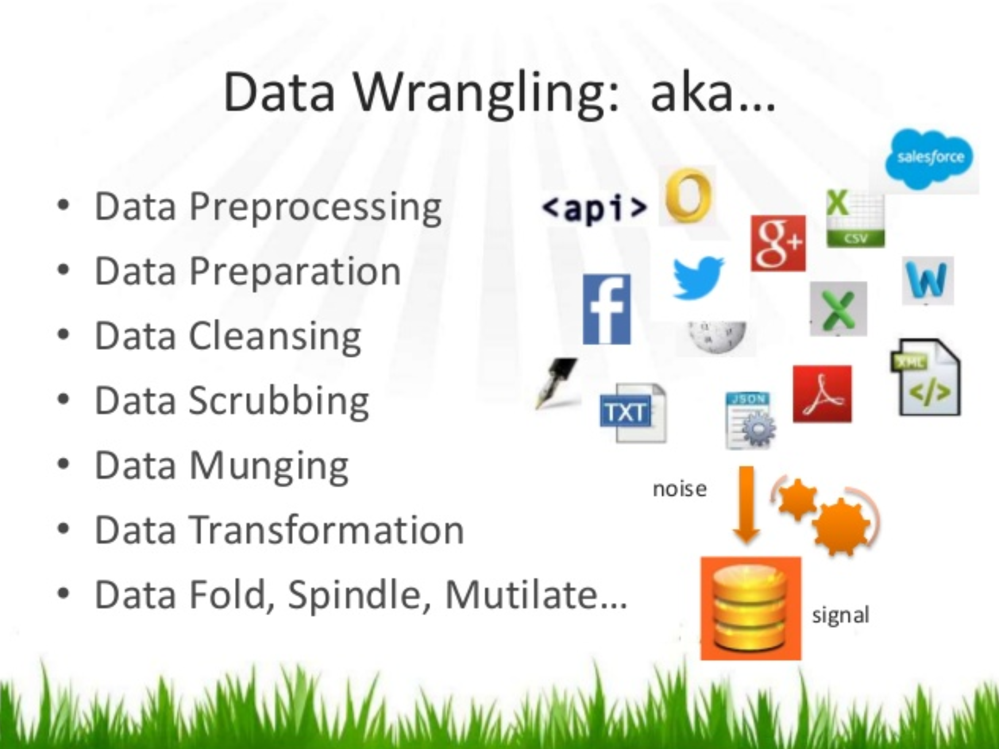 Data Wrangling: aka...
• Data Preprocessing
• Data Preparation
• Data Cleansing
• Data Scrubbing
• Data Munging
• Data Transformation
• Data Fold, Spindle, Mutilate...
salesforce
<api>
O
g+
X
CSV
f
X
W
XML
</>
TXT
JSON
noise
signal